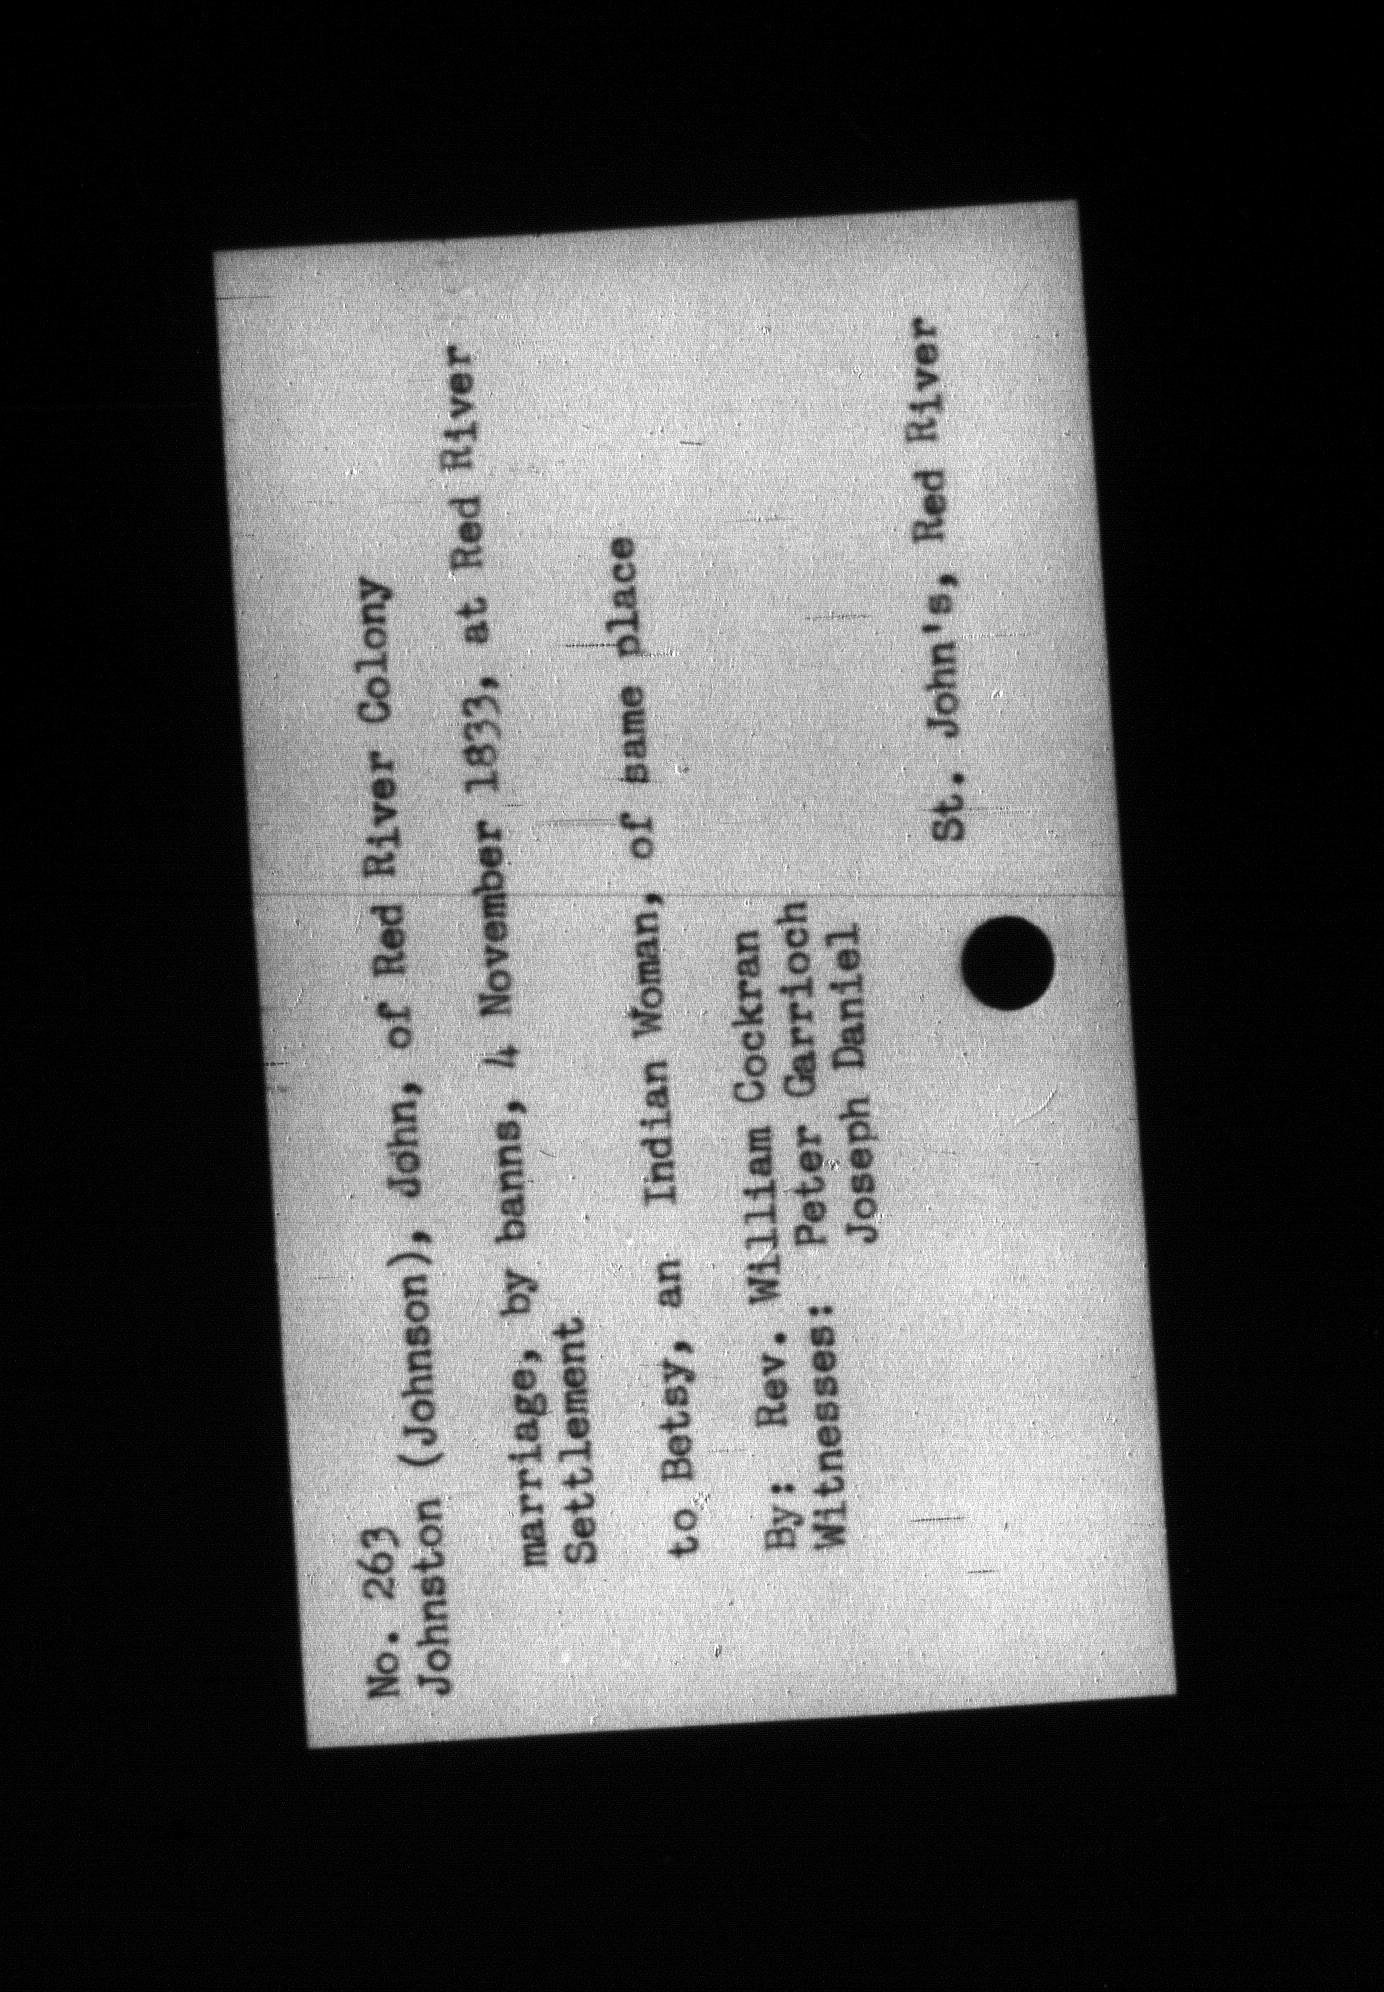 No. 263
Johnston (Johnson), John, of Red River Colony
marriage, by banns, 4 November 1833, at Red River
Settlement
to Betsy, an Indian Woman, of same place
By: Rev. William Cockran
Witnesses: Peter Garrioch
Joseph Daniel
St. John's, Red River